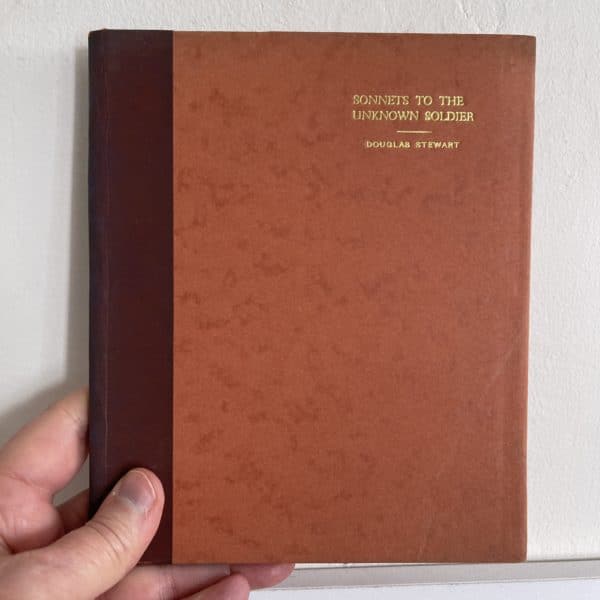 SONNETS TO THE
UNKNOWN SOLDIER
DOUGLAS STEWART